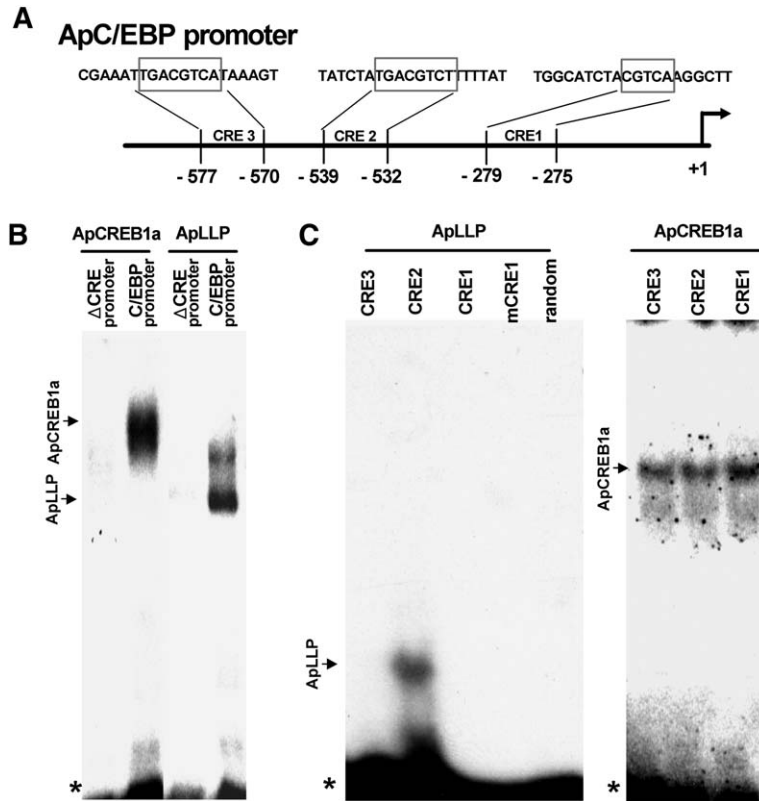 A
ApC/EBP promoter
CGAAATTGACGTCATAAAGT TATCTATGACGTCTTTTTAT TGGCATCTACGTCAAGGCTT
CRE 3 CRE 2 CRE1
- 577 - 570 - 539 - 532 - 279 - 275 +1
B
ApCREB1a ApLLP
△CRE promoter
C/EBP promoter
△CRE promoter
C/EBP promoter
ApCREB1a
ApLLP
*
C
ApLLP
CRE3
CRE2
CRE1
mCRE1
random
ApLLP
*
ApCREB1a
CRE3
CRE2
CRE1
ApCREB1a
*